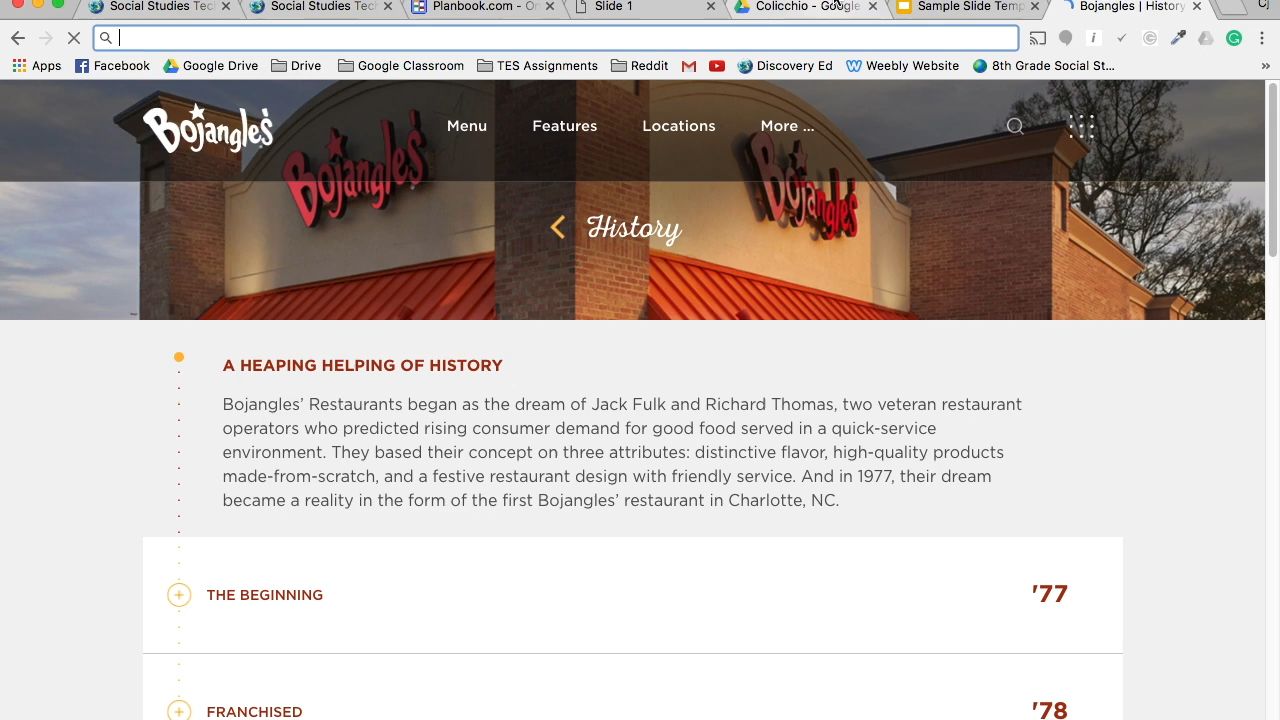 Social Studies Tech
Social Studies Tech
Planbook.com - On
Slide 1
Colicchio - Google
Sample Slide Temp
Bojangles | History
Apps
Facebook
Google Drive
Drive
Google Classroom
TES Assignments
Reddit
Discovery Ed
Weebly Website
8th Grade Social St...
»
Bojangles'
Menu
Features
Locations
More ...
Bojangles'
Bojangles'
History
A HEAPING HELPING OF HISTORY
Bojangles’ Restaurants began as the dream of Jack Fulk and Richard Thomas, two veteran restaurant
operators who predicted rising consumer demand for good food served in a quick-service
environment. They based their concept on three attributes: distinctive flavor, high-quality products
made-from-scratch, and a festive restaurant design with friendly service. And in 1977, their dream
became a reality in the form of the first Bojangles’ restaurant in Charlotte, NC.
THE BEGINNING
'77
FRANCHISED
'78